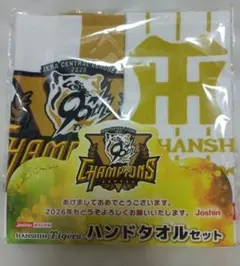 JERA CENTRAL LEAGUE
2025
CHAMPIONS
HANSH
CHAMPIONS
あけましておめでとうございます。
2026年もどうぞよろしくお願いいたします。
Joshin
Joshin
HANSHIN Tigers
ハンドタオルセット